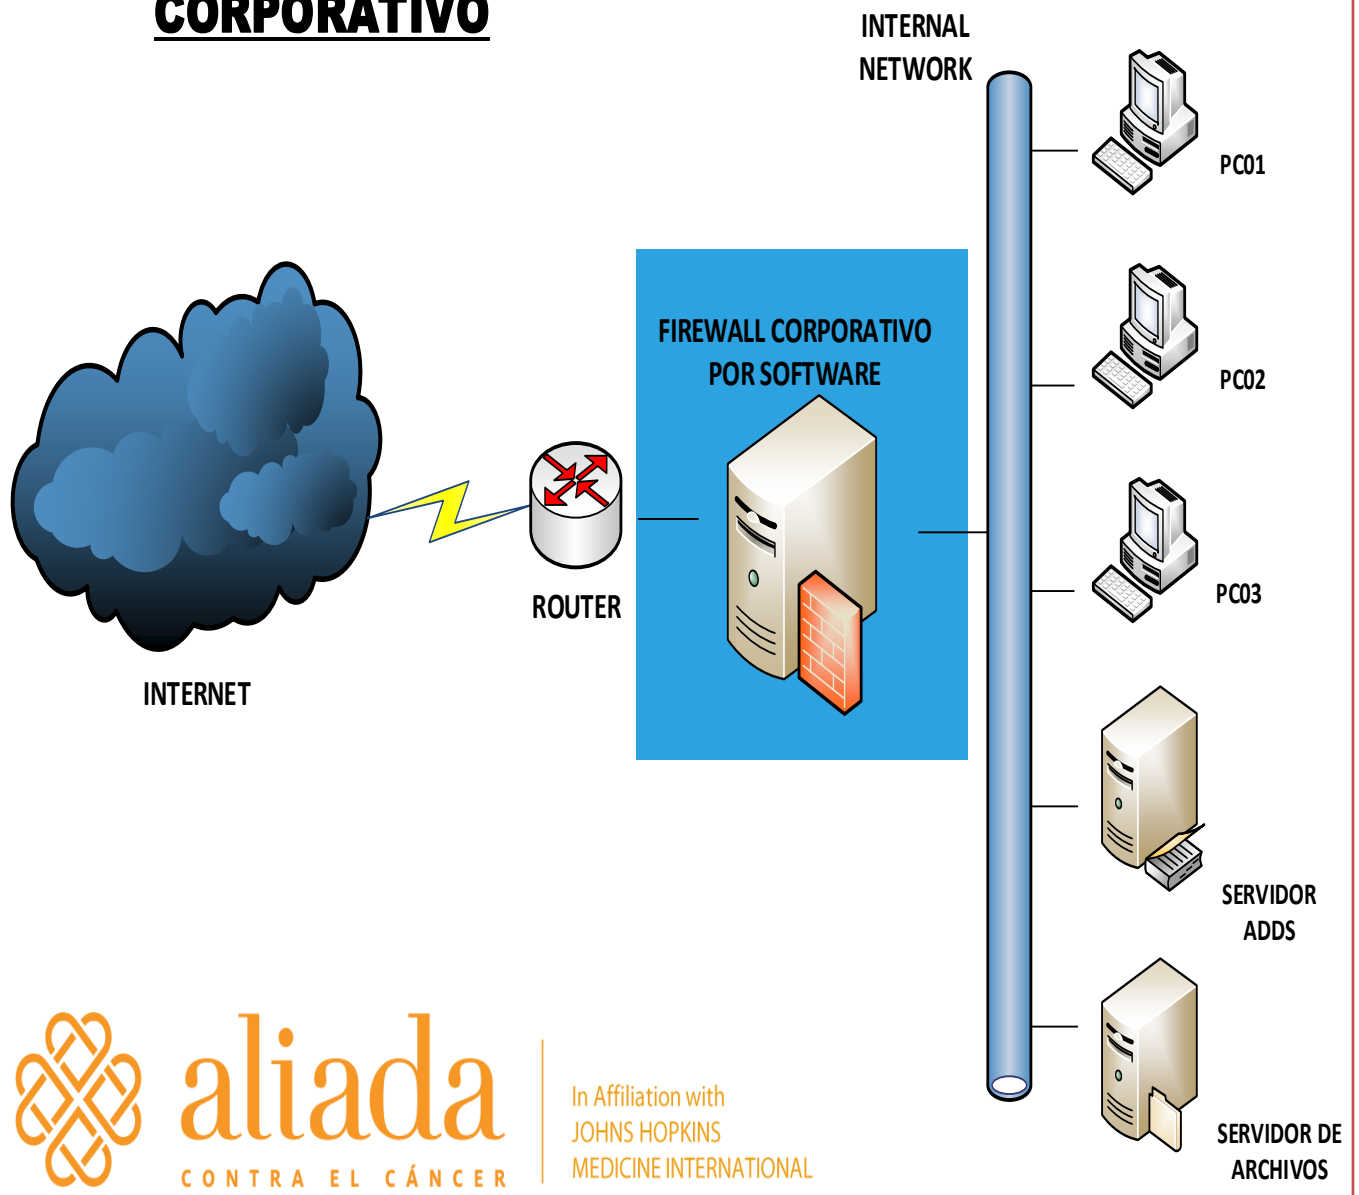 CORPORATIVO
INTERNAL
NETWORK
PC01
FIREWALL CORPORATIVO
POR SOFTWARE
PC02
ROUTER
PC03
INTERNET
SERVIDOR
ADDS
SERVIDOR DE
ARCHIVOS
aliada
CONTRA EL CÁNCER
In Affiliation with
JOHNS HOPKINS
MEDICINE INTERNATIONAL